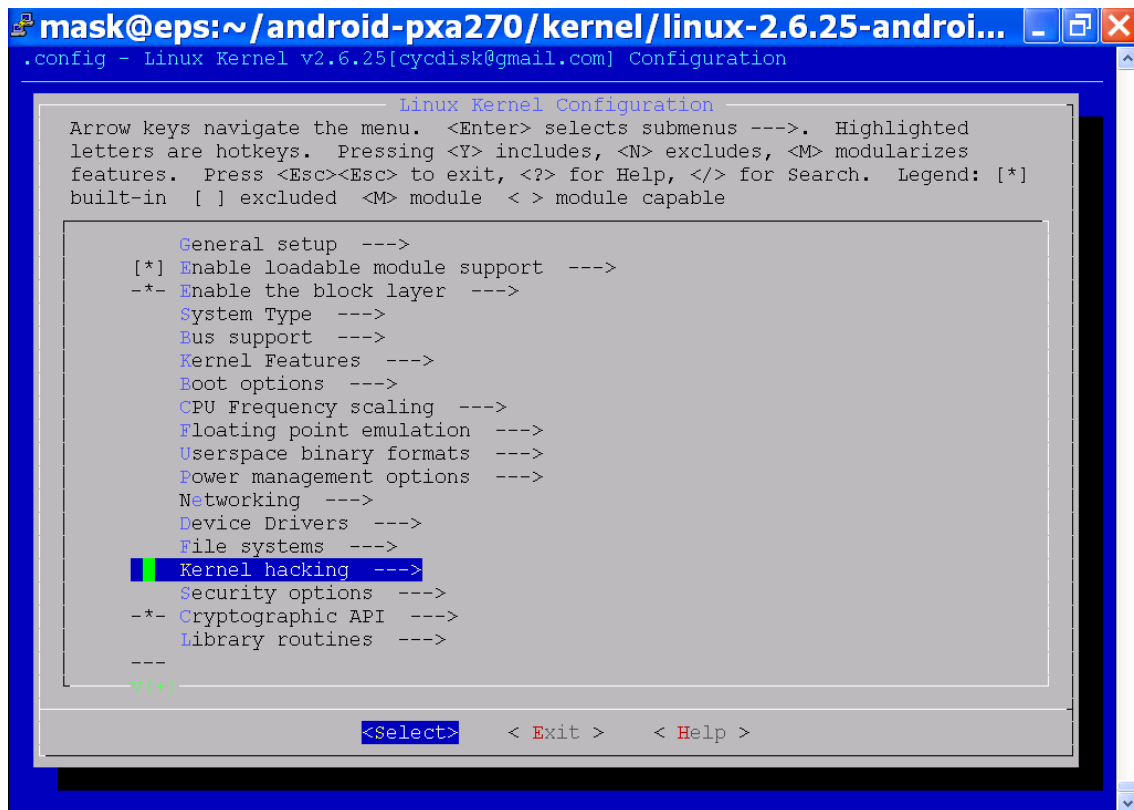 mask@eps:~/android-pxa270/kernel/linux-2.6.25-androi...
.config - Linux Kernel v2.6.25[cycdisk@gmail.com] Configuration
Linux Kernel Configuration
Arrow keys navigate the menu.  <Enter> selects submenus --->.  Highlighted
letters are hotkeys.  Pressing <Y> includes, <N> excludes, <M> modularizes
features.  Press <Esc><Esc> to exit, <?> for Help, </> for Search.  Legend: [*]
built-in  [ ] excluded  <M> module  < > module capable
General setup  --->
[*] Enable loadable module support  --->
-*- Enable the block layer  --->
System Type  --->
Bus support  --->
Kernel Features  --->
Boot options  --->
CPU Frequency scaling  --->
Floating point emulation  --->
Userspace binary formats  --->
Power management options  --->
Networking  --->
Device Drivers  --->
File systems  --->
Kernel hacking  --->
Security options  --->
-*- Cryptographic API  --->
Library routines  --->
---
v(+)
<Select>    < Exit >    < Help >